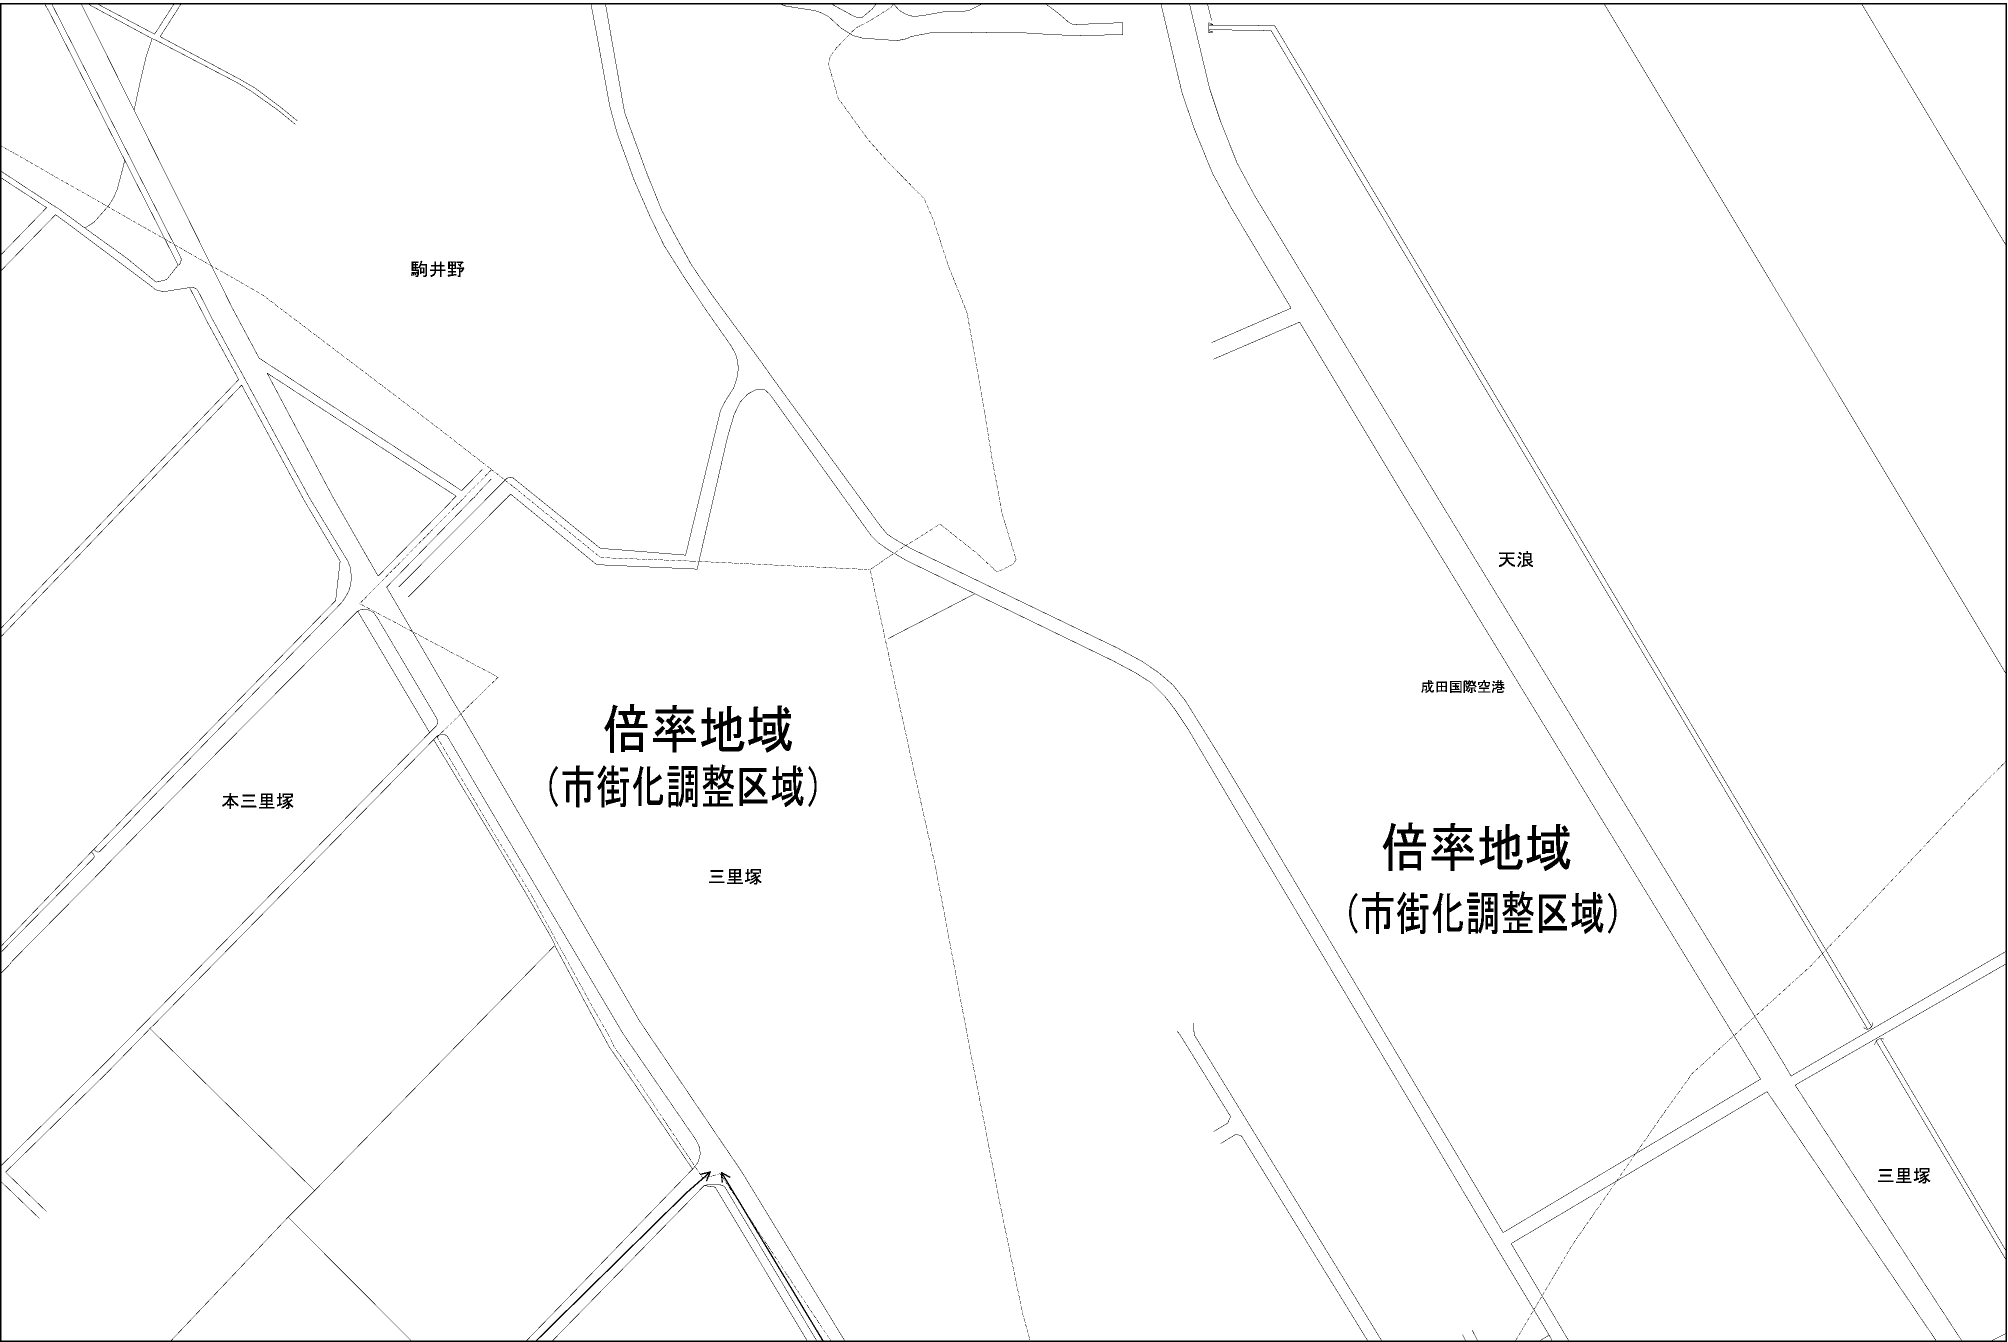 駒井野
天浪
成田国際空港
倍率地域
（市街化調整区域）
本三里塚
三里塚
倍率地域
（市街化調整区域）
三里塚